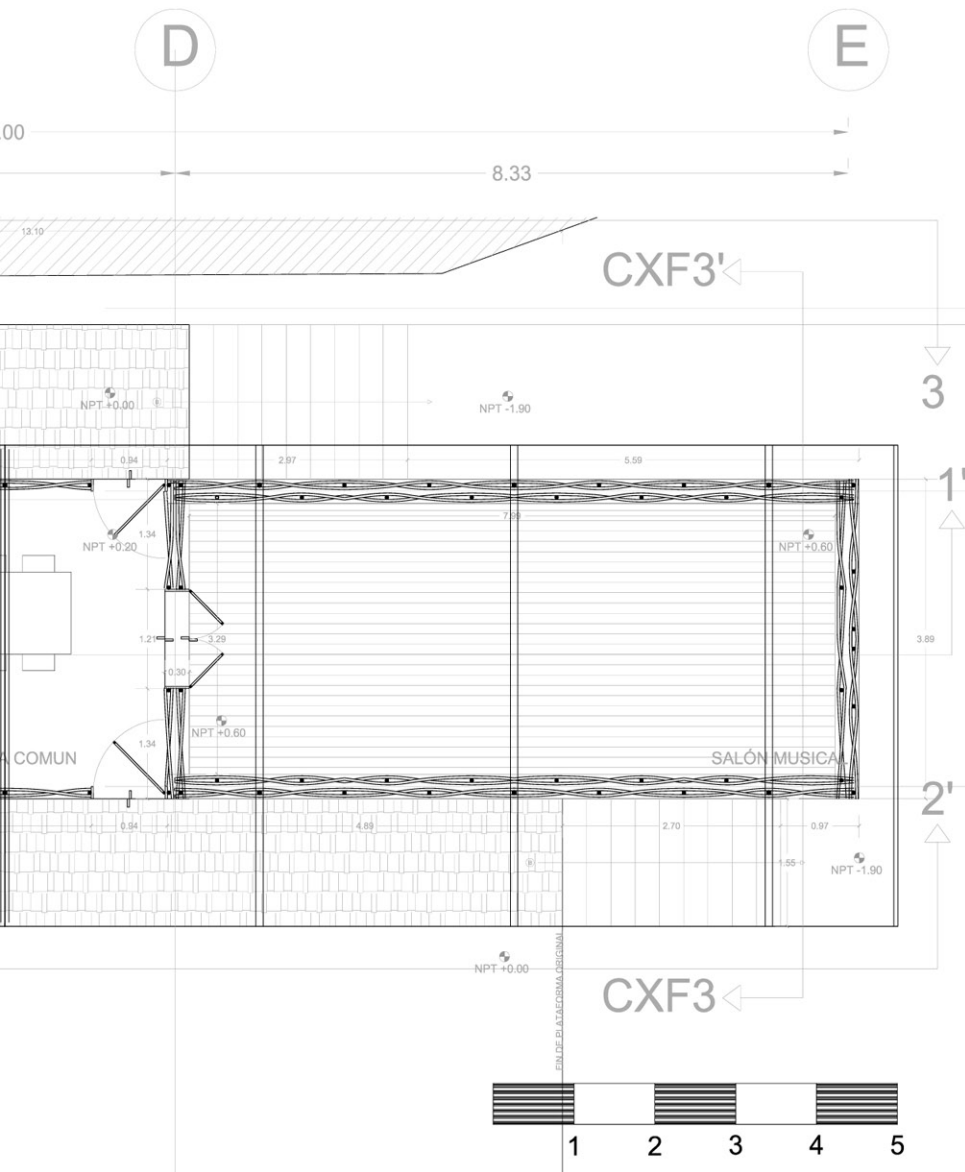 D
E
.00
8.33
13.10
CXF3'
3
NPT +0.00
NPT -1.90
0.94
2.97
5.59
1'
7.99
1.34
NPT +0.20
NPT +0.60
1.21
3.29
3.89
0.30
NPT +0.60
1.34
A COMUN
SALÓN MUSICAL
2'
0.94
4.89
2.70
0.97
1.55
NPT -1.90
NPT +0.00
FIN DE PLATAFORMA ORIGINAL
CXF3
1 2 3 4 5